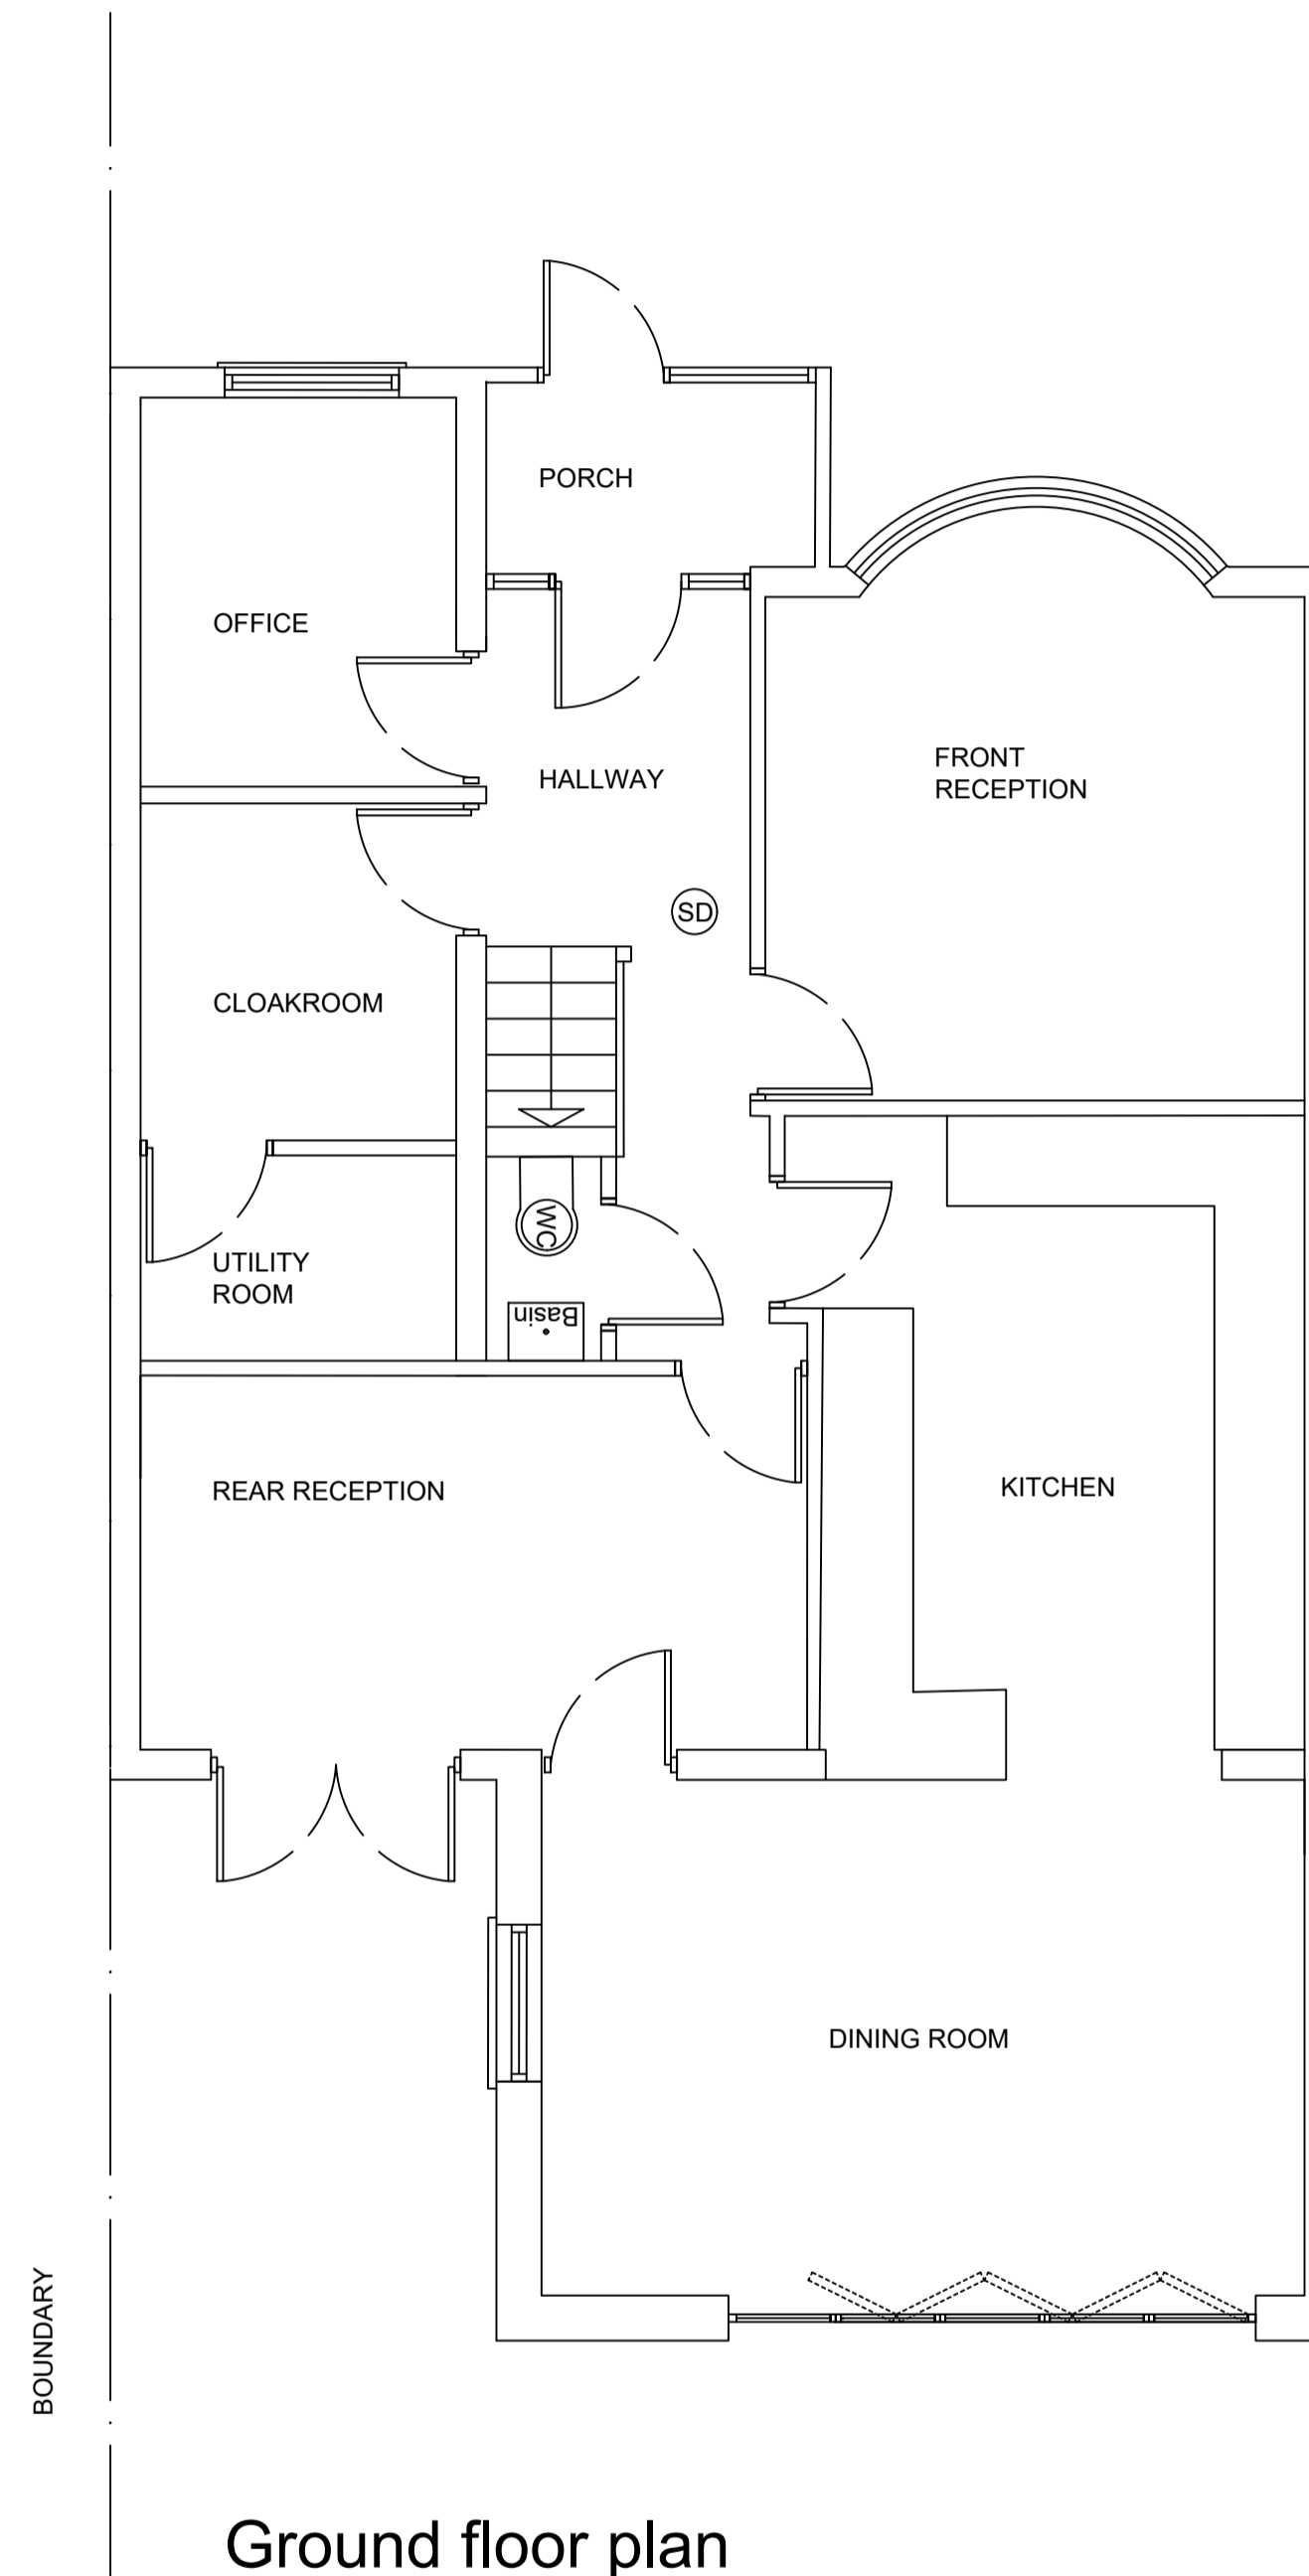 PORCH
OFFICE
FRONT
RECEPTION
HALLWAY
SD
CLOAKROOM
WC
UTILITY
ROOM
Basin
REAR RECEPTION
KITCHEN
DINING ROOM
BOUNDARY
Ground floor plan